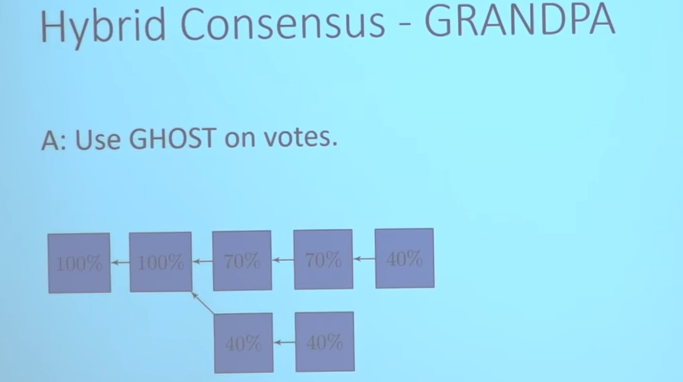 Hybrid Consensus - GRANDPA
A: Use GHOST on votes.
100% 100% 70% 70% 40%
40% 40%